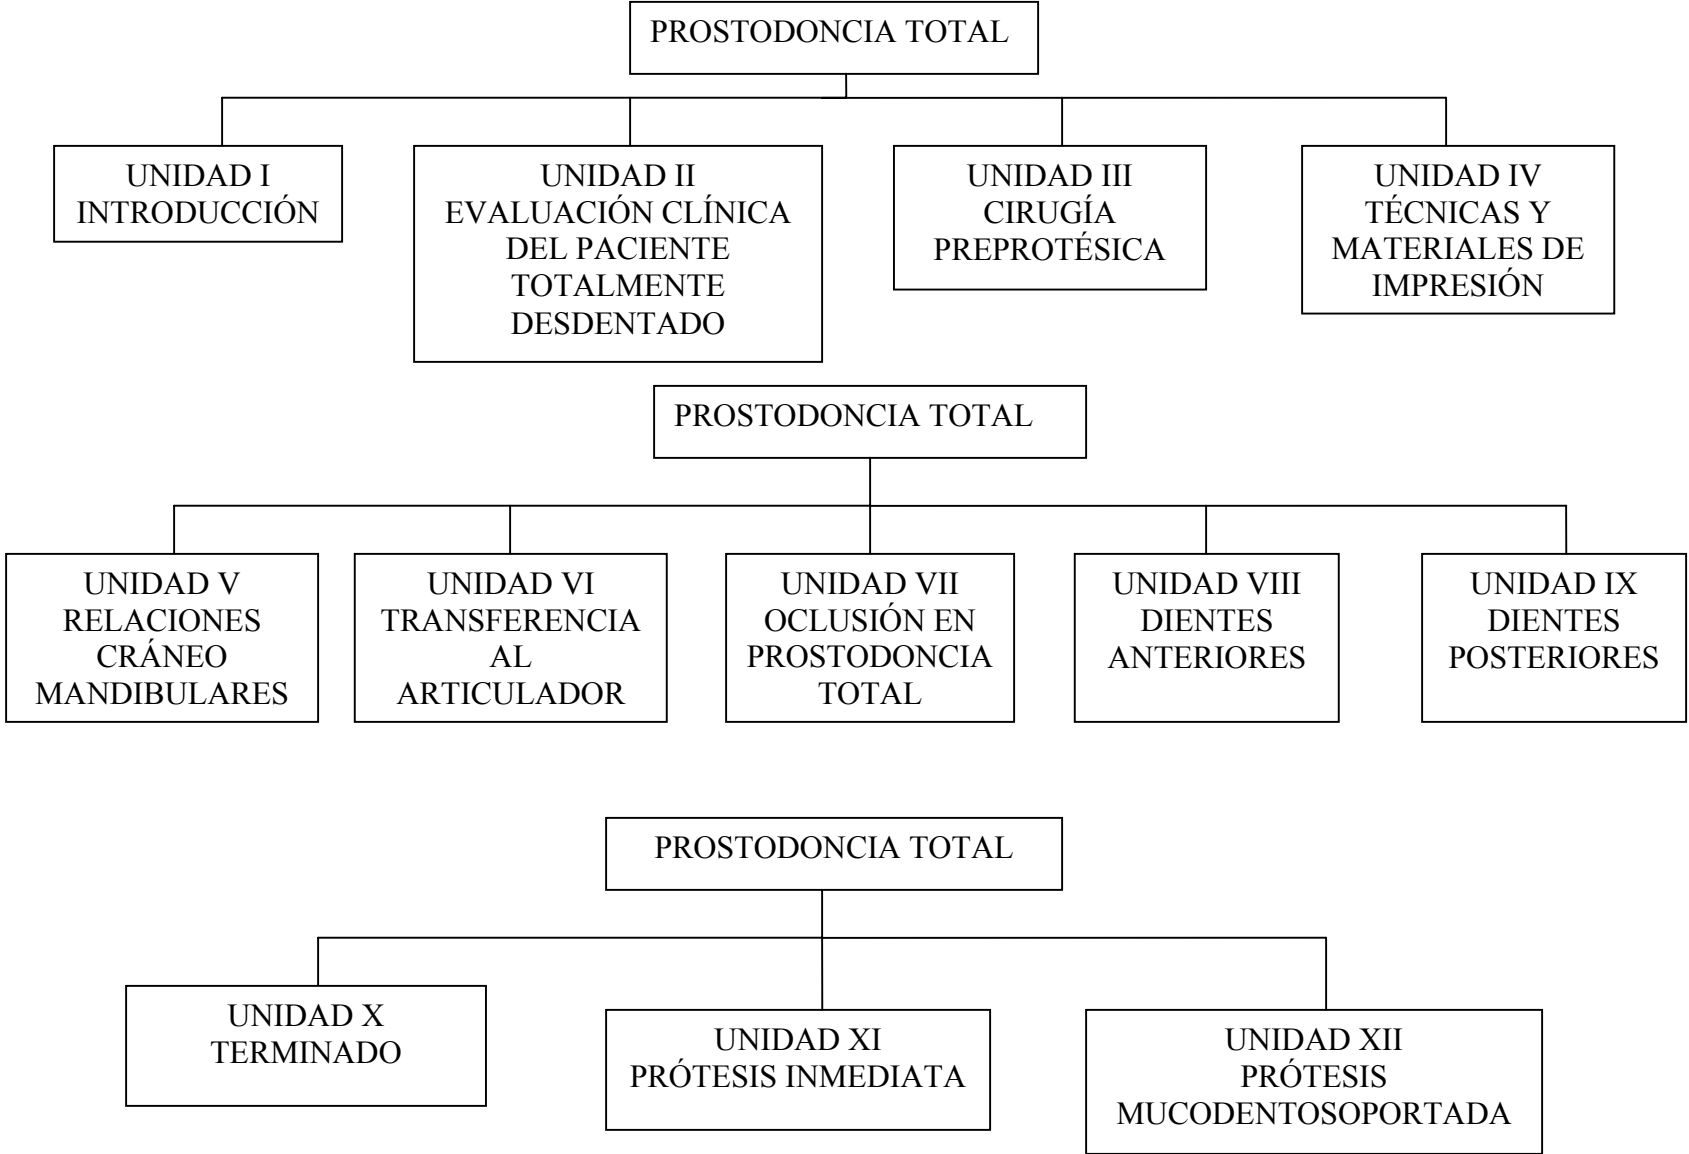 PROSTODONCIA TOTAL
UNIDAD I
INTRODUCCIÓN
UNIDAD II
EVALUACIÓN CLÍNICA
DEL PACIENTE
TOTALMENTE
DESDENTADO
UNIDAD III
CIRUGÍA
PREPROTÉSICA
UNIDAD IV
TÉCNICAS Y
MATERIALES DE
IMPRESIÓN
PROSTODONCIA TOTAL
UNIDAD V
RELACIONES
CRÁNEO
MANDIBULARES
UNIDAD VI
TRANSFERENCIA
AL
ARTICULADOR
UNIDAD VII
OCLUSIÓN EN
PROSTODONCIA
TOTAL
UNIDAD VIII
DIENTES
ANTERIORES
UNIDAD IX
DIENTES
POSTERIORES
PROSTODONCIA TOTAL
UNIDAD X
TERMINADO
UNIDAD XI
PRÓTESIS INMEDIATA
UNIDAD XII
PRÓTESIS
MUCODENTOSOPORTADA